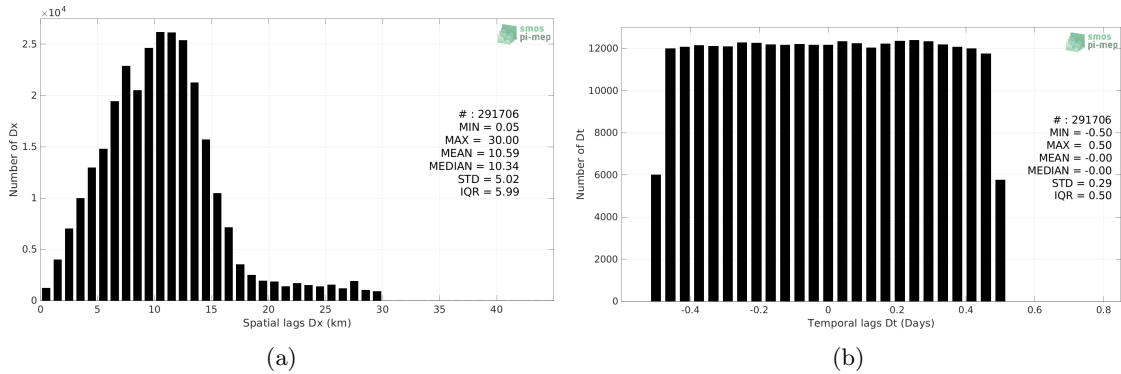 ×10⁴
2.5
2
1.5
1
0.5
0
Number of Dx
0 5 10 15 20 25 30 35 40
Spatial lags Dx (km)
smos
pi-mep
# : 291706
MIN = 0.05
MAX = 30.00
MEAN = 10.59
MEDIAN = 10.34
STD = 5.02
IQR = 5.99
(a)
12000
10000
8000
6000
4000
2000
0
Number of Dt
-0.4 -0.2 0 0.2 0.4 0.6 0.8
Temporal lags Dt (Days)
smos
pi-mep
# : 291706
MIN = -0.50
MAX = 0.50
MEAN = -0.00
MEDIAN = -0.00
STD = 0.29
IQR = 0.50
(b)